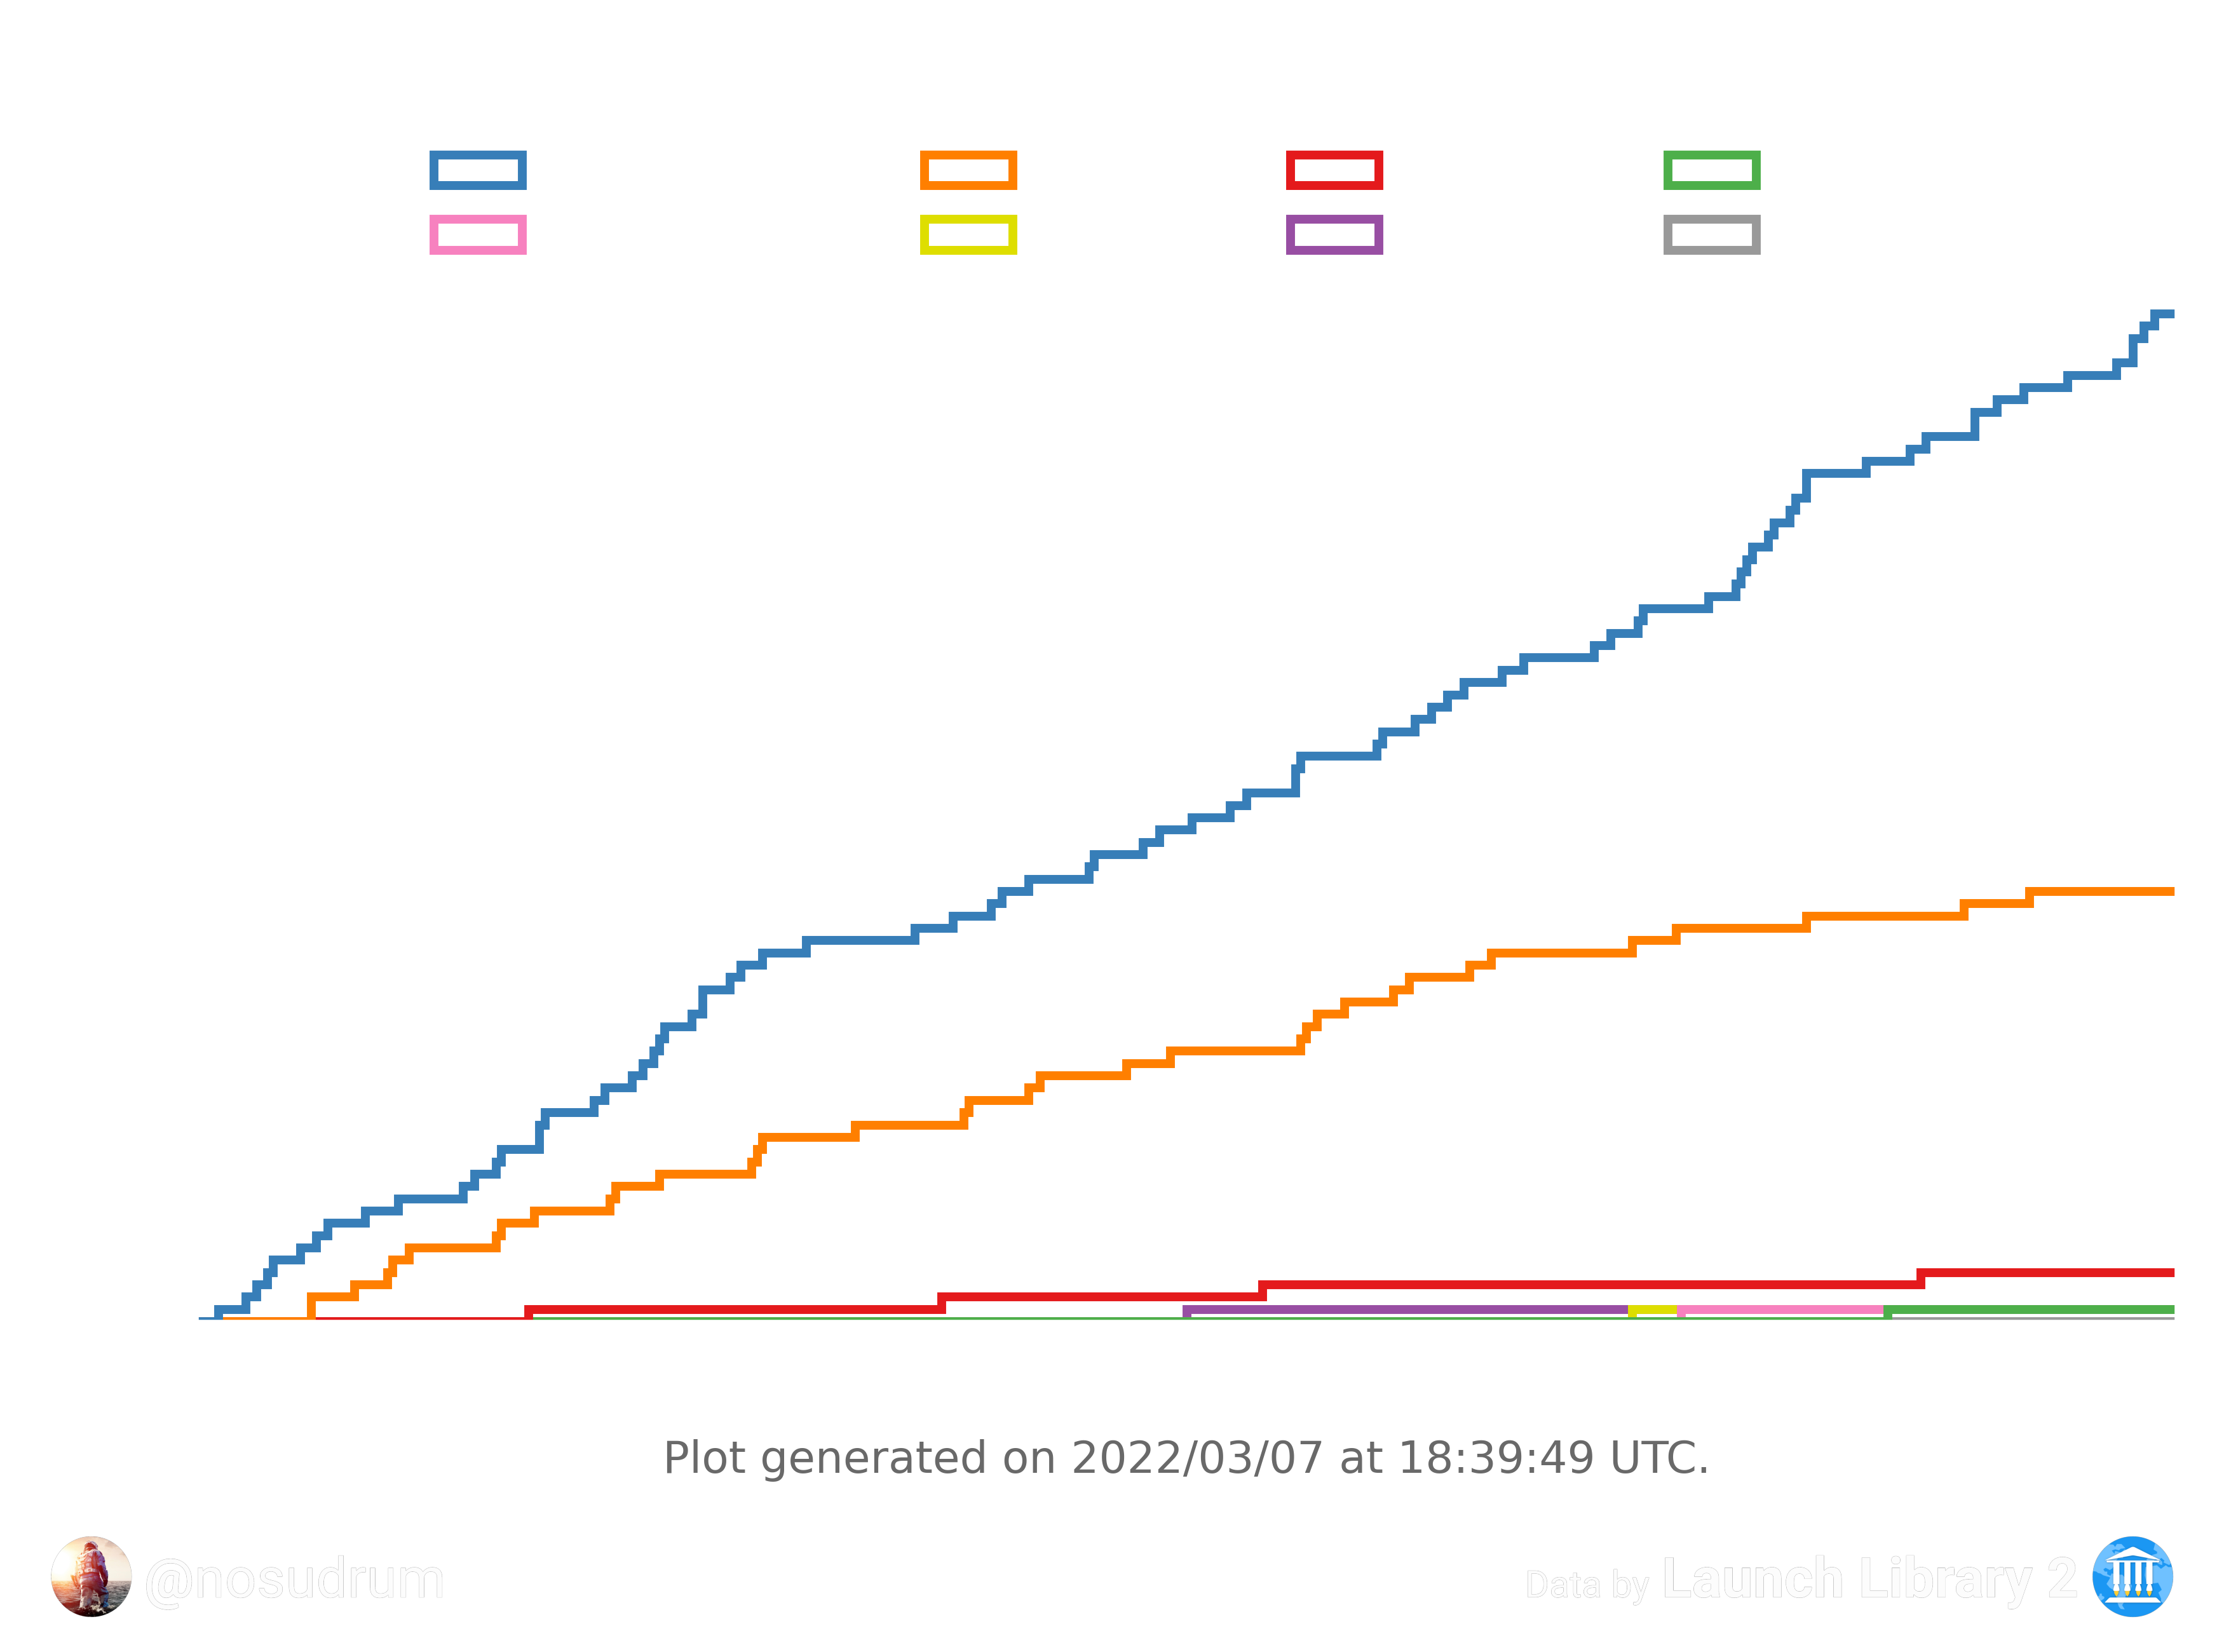 Plot generated on 2022/03/07 at 18:39:49 UTC.
@nosudrum
Data by Launch Library 2